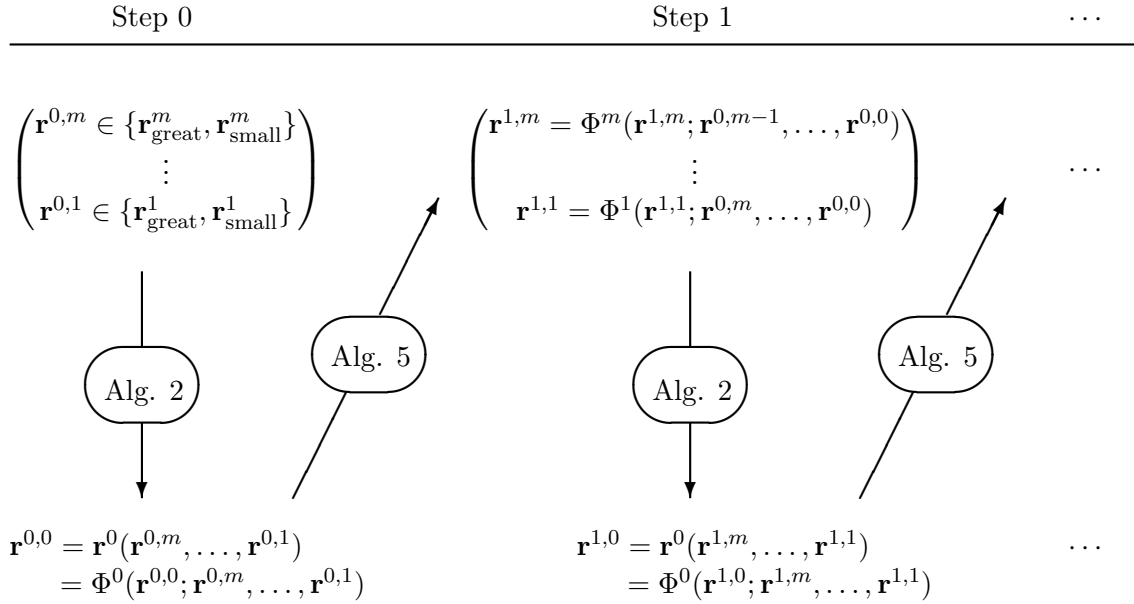 Step 0 Step 1 ⋯
r^{0,m} ∈ {r^m_great, r^m_small} r^{1,m} = Φ^m(r^{1,m}; r^{0,m−1}, …, r^{0,0})
⋮ ⋮ ⋯
r^{0,1} ∈ {r^1_great, r^1_small} r^{1,1} = Φ^1(r^{1,1}; r^{0,m}, …, r^{0,0})
Alg. 5 Alg. 5
Alg. 2 Alg. 2
r^{0,0} = r^0(r^{0,m}, …, r^{0,1}) r^{1,0} = r^0(r^{1,m}, …, r^{1,1}) ⋯
= Φ^0(r^{0,0}; r^{0,m}, …, r^{0,1}) = Φ^0(r^{1,0}; r^{1,m}, …, r^{1,1})